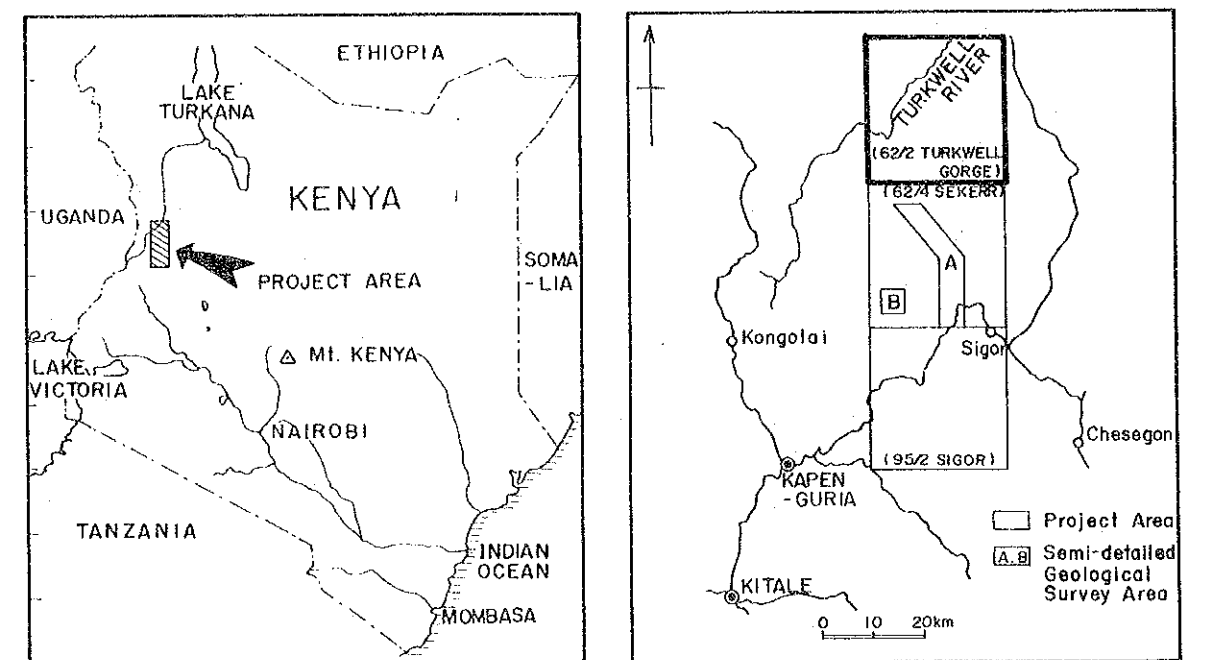 ETHIOPIA
LAKE
TURKANA
KENYA
UGANDA
SOMA
-LIA
PROJECT AREA
MT. KENYA
LAKE
VICTORIA
NAIROBI
TANZANIA
INDIAN
OCEAN
MOMBASA
TURKWELL
RIVER
(62/2 TURKWELL
GORGE)
(62/4 SEKERR)
A
B
Kongolai
Sigor
Chesegon
(95/2 SIGOR)
KAPEN
-GURIA
KITALE
Project Area
A.B Semi-detailed
Geological
Survey Area
0 10 20km